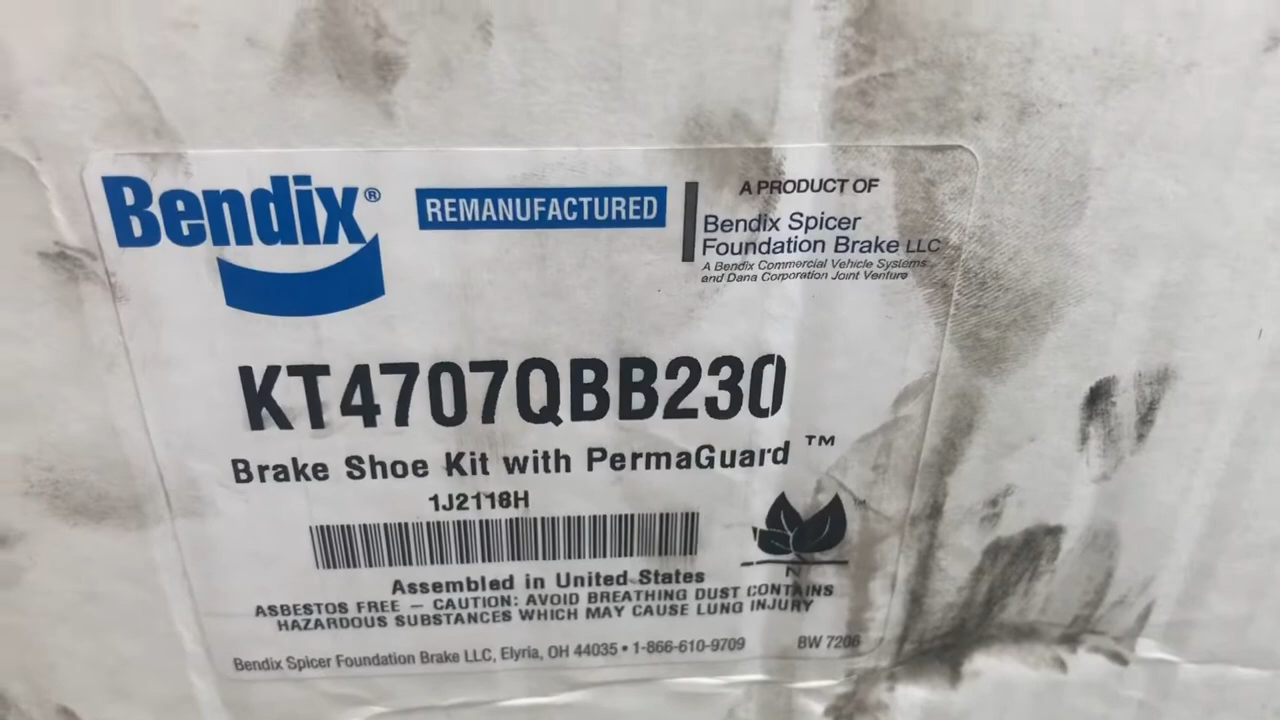 Bendix®
REMANUFACTURED
A PRODUCT OF
Bendix Spicer
Foundation Brake LLC
A Bendix Commercial Vehicle Systems
and Dana Corporation Joint Venture
KT4707QBB230
Brake Shoe Kit with PermaGuard™
1J2118H
Assembled in United States
ASBESTOS FREE — CAUTION: AVOID BREATHING DUST CONTAINS
HAZARDOUS SUBSTANCES WHICH MAY CAUSE LUNG INJURY
Bendix Spicer Foundation Brake LLC, Elyria, OH 44035 • 1-866-610-9709
BW 7206